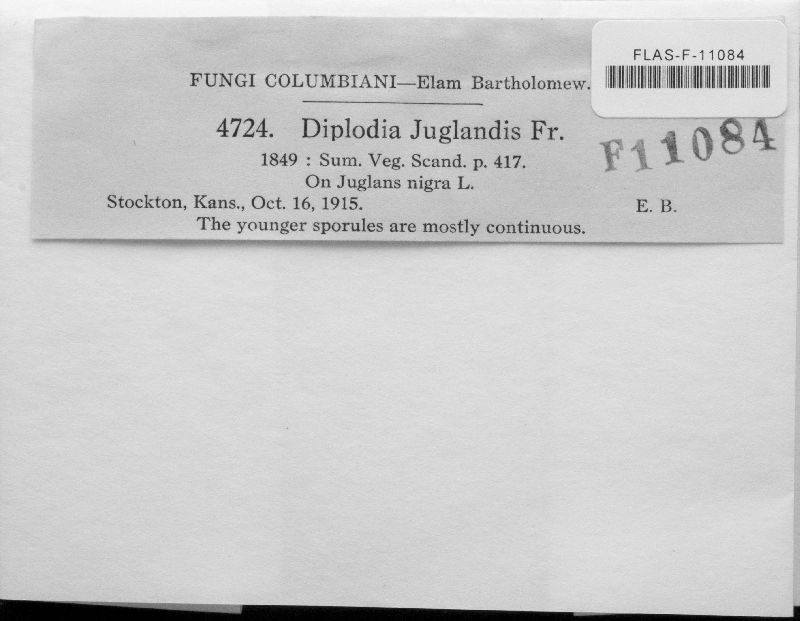 FLAS-F-11084
FUNGI COLUMBIANI—Elam Bartholomew.
4724. Diplodia Juglandis Fr.
F11084
1849 : Sum. Veg. Scand. p. 417.
On Juglans nigra L.
Stockton, Kans., Oct. 16, 1915. E. B.
The younger sporules are mostly continuous.